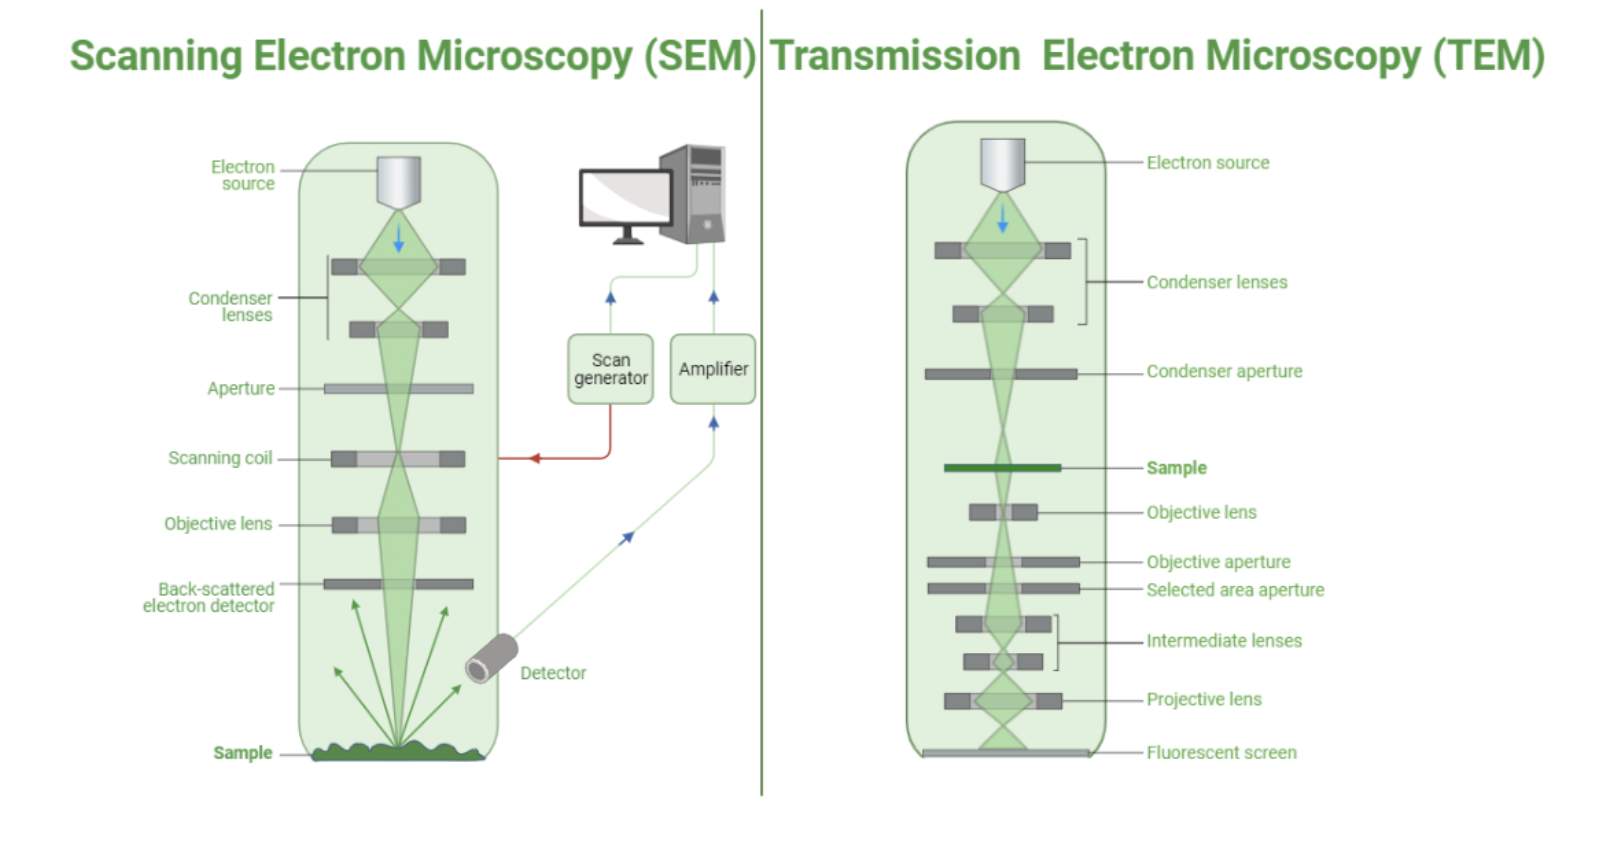 Scanning Electron Microscopy (SEM)
Electron
source
Condenser
lenses
Aperture
Scanning coil
Objective lens
Back-scattered
electron detector
Sample
Scan
generator
Amplifier
Detector
Transmission Electron Microscopy (TEM)
Electron source
Condenser lenses
Condenser aperture
Sample
Objective lens
Objective aperture
Selected area aperture
Intermediate lenses
Projective lens
Fluorescent screen